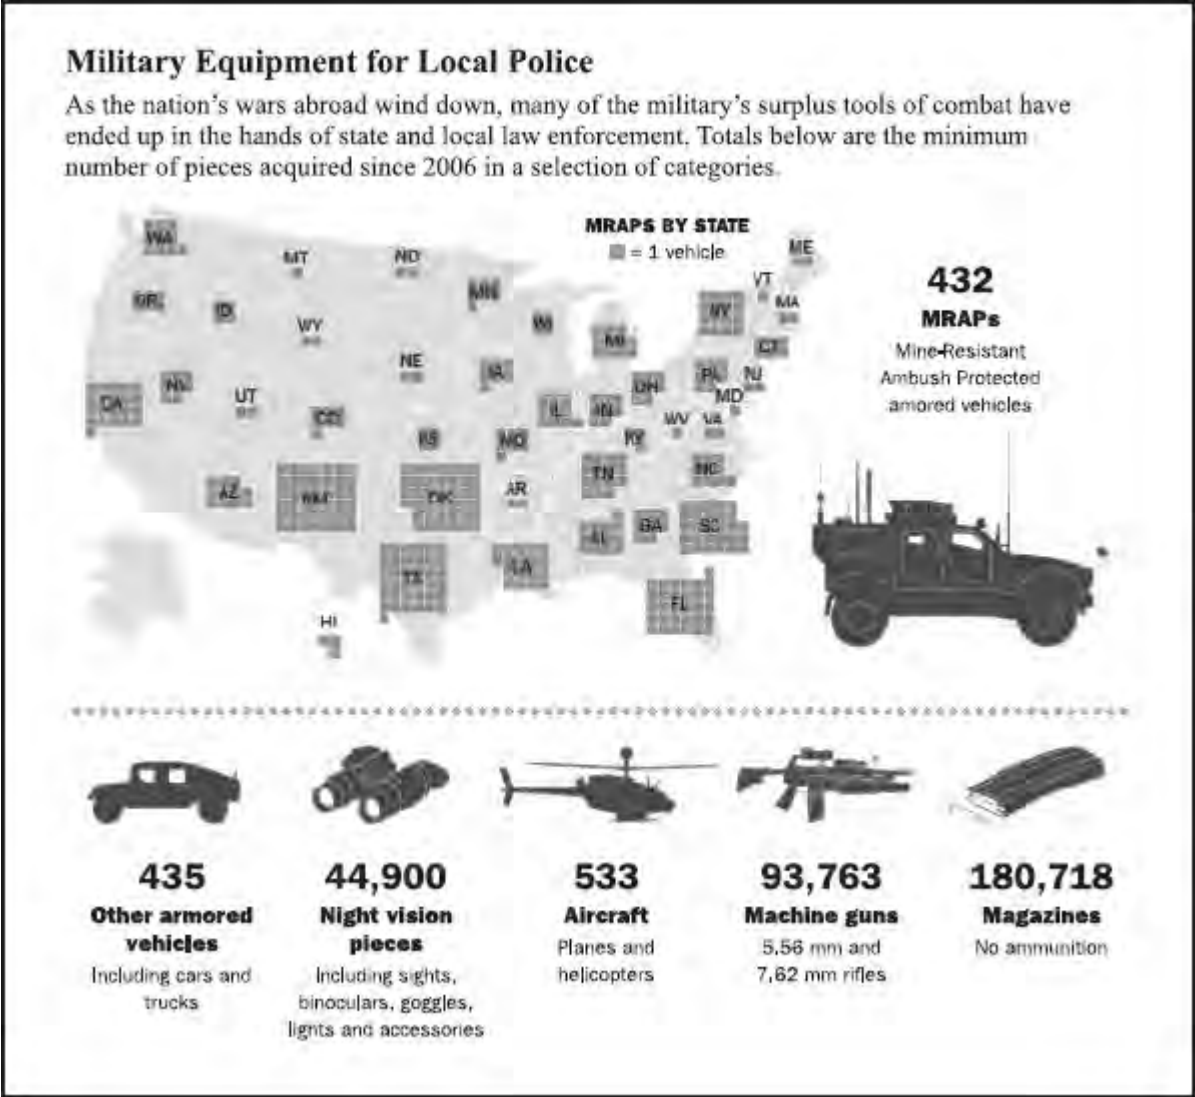 Military Equipment for Local Police
As the nation's wars abroad wind down, many of the military's surplus tools of combat have
ended up in the hands of state and local law enforcement. Totals below are the minimum
number of pieces acquired since 2006 in a selection of categories.
MRAPS BY STATE
= 1 vehicle
WA
MT
ND
MN
ME
VT
MA
NY
OR
ID
WY
WI
MI
CT
NE
IA
PA
NJ
CA
NV
UT
CO
IL
IN
OH
MD
WV
VA
KS
MO
KY
AZ
NM
OK
AR
TN
NC
AL
GA
SC
TX
LA
FL
HI
432
MRAPs
Mine-Resistant
Ambush Protected
amored vehicles
435
Other armored
vehicles
Including cars and
trucks
44,900
Night vision
pieces
Including sights,
binoculars, goggles,
lights and accessories
533
Aircraft
Planes and
helicopters
93,763
Machine guns
5.56 mm and
7.62 mm rifles
180,718
Magazines
No ammunition